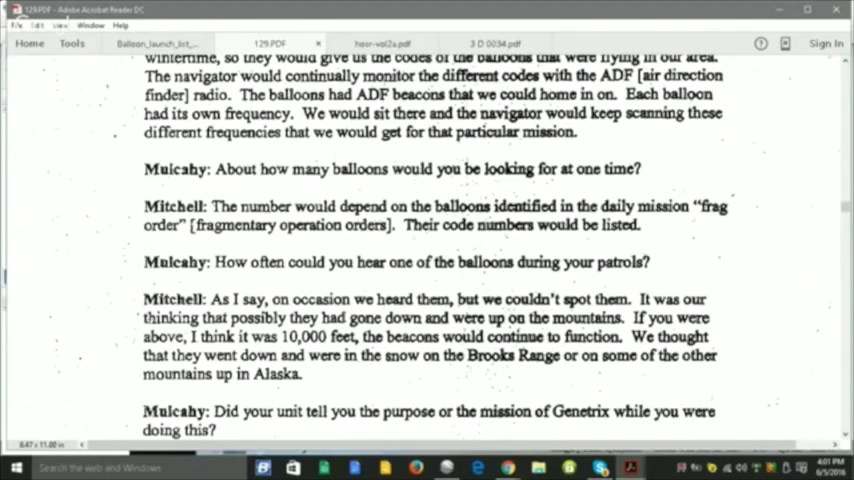 129.PDF - Adobe Acrobat Reader DC
File Edit View Window Help
Home Tools Balloon_launch_list_... 129.PDF × hoor-vol2a.pdf 3 D 0034.pdf Sign In
wintertime, so they would give us the codes of the balloons that were flying in our area.
The navigator would continually monitor the different codes with the ADF [air direction
finder] radio. The balloons had ADF beacons that we could home in on. Each balloon
had its own frequency. We would sit there and the navigator would keep scanning these
different frequencies that we would get for that particular mission.
Mulcahy: About how many balloons would you be looking for at one time?
Mitchell: The number would depend on the balloons identified in the daily mission "frag
order" [fragmentary operation orders]. Their code numbers would be listed.
Mulcahy: How often could you hear one of the balloons during your patrols?
Mitchell: As I say, on occasion we heard them, but we couldn't spot them. It was our
thinking that possibly they had gone down and were up on the mountains. If you were
above, I think it was 10,000 feet, the beacons would continue to function. We thought
that they went down and were in the snow on the Brooks Range or on some of the other
mountains up in Alaska.
Mulcahy: Did your unit tell you the purpose or the mission of Genetrix while you were
doing this?
8.47 x 11.00 in
Search the web and Windows
4:01 PM
6/5/2016